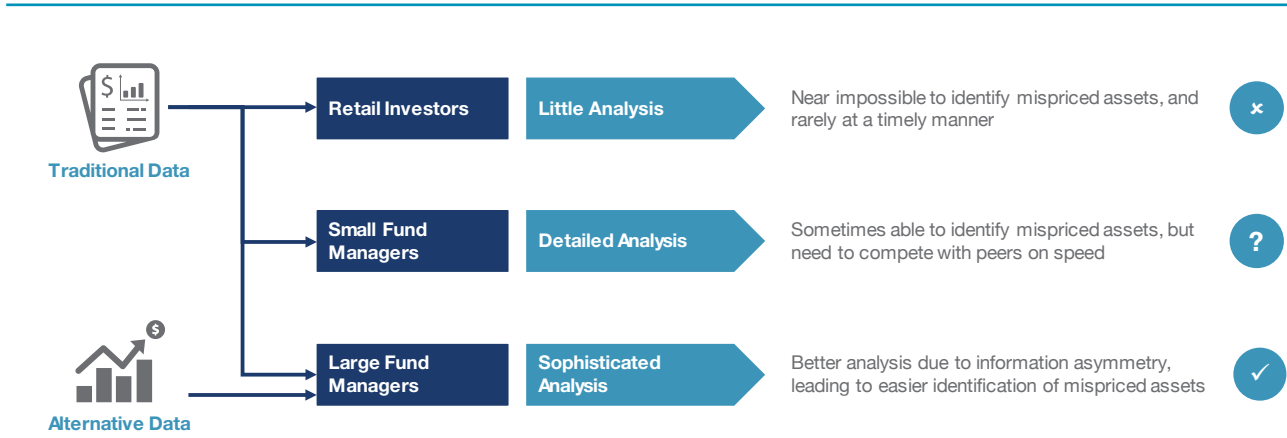 Traditional Data
Retail Investors
Little Analysis
Near impossible to identify mispriced assets, and
rarely at a timely manner
×
Small Fund
Managers
Detailed Analysis
Sometimes able to identify mispriced assets, but
need to compete with peers on speed
?
$
$
Alternative Data
Large Fund
Managers
Sophisticated
Analysis
Better analysis due to information asymmetry,
leading to easier identification of mispriced assets
✓